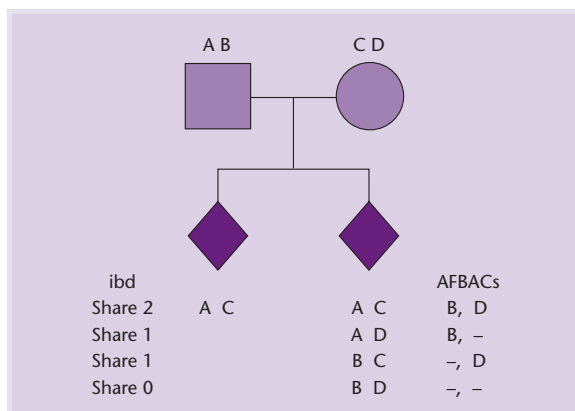 A B C D
ibd AFBACs
Share 2 A C A C B, D
Share 1 A D B, –
Share 1 B C –, D
Share 0 B D –, –